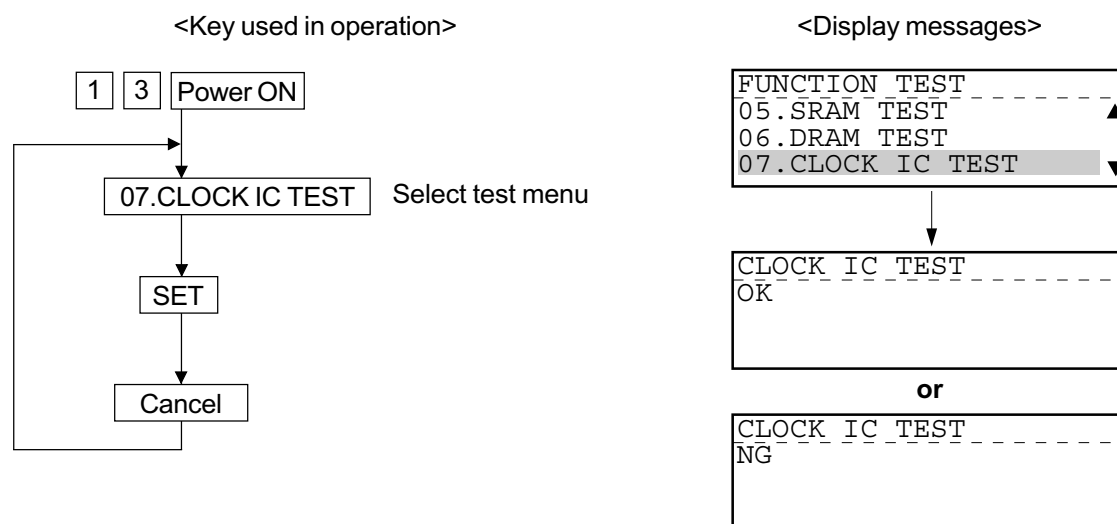 <Key used in operation>
1 3 Power ON
07.CLOCK IC TEST Select test menu
SET
Cancel
<Display messages>
FUNCTION TEST
05.SRAM TEST ▲
06.DRAM TEST
07.CLOCK IC TEST ▼
CLOCK IC TEST
OK
or
CLOCK IC TEST
NG